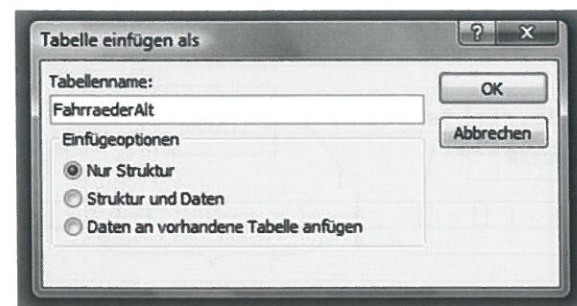 Tabelle einfügen als
Tabellenname:
FahrraederAlt
OK
Abbrechen
Einfügeoptionen
Nur Struktur
Struktur und Daten
Daten an vorhandene Tabelle anfügen